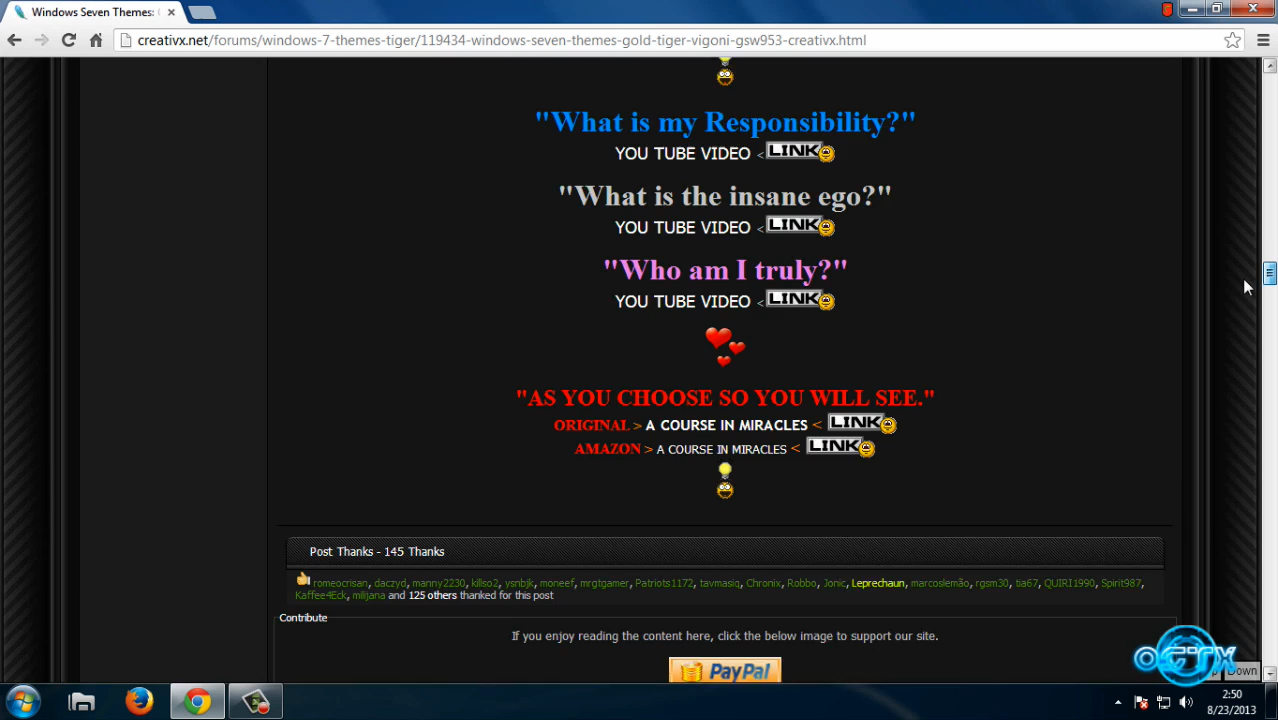 Windows Seven Themes:
creativx.net/forums/windows-7-themes-tiger/119434-windows-seven-themes-gold-tiger-vigoni-gsw953-creativx.html
"What is my Responsibility?"
YOU TUBE VIDEO < LINK
"What is the insane ego?"
YOU TUBE VIDEO < LINK
"Who am I truly?"
YOU TUBE VIDEO < LINK
"AS YOU CHOOSE SO YOU WILL SEE."
ORIGINAL > A COURSE IN MIRACLES < LINK
AMAZON > A COURSE IN MIRACLES < LINK
Post Thanks - 145 Thanks
romeocrisan, daczyd, manny2230, killso2, ysnbjk, moneef, mrgtgamer, Patriots1172, tavmasiq, Chronix, Robbo, Jonic, Leprechaun, marcoslemão, rgsm30, tia67, QUIRI1990, Spirit987,
Kaffee4Eck, miljana and 125 others thanked for this post
Contribute
If you enjoy reading the content here, click the below image to support our site.
PayPal
OCTX
Down
2:50
8/23/2013